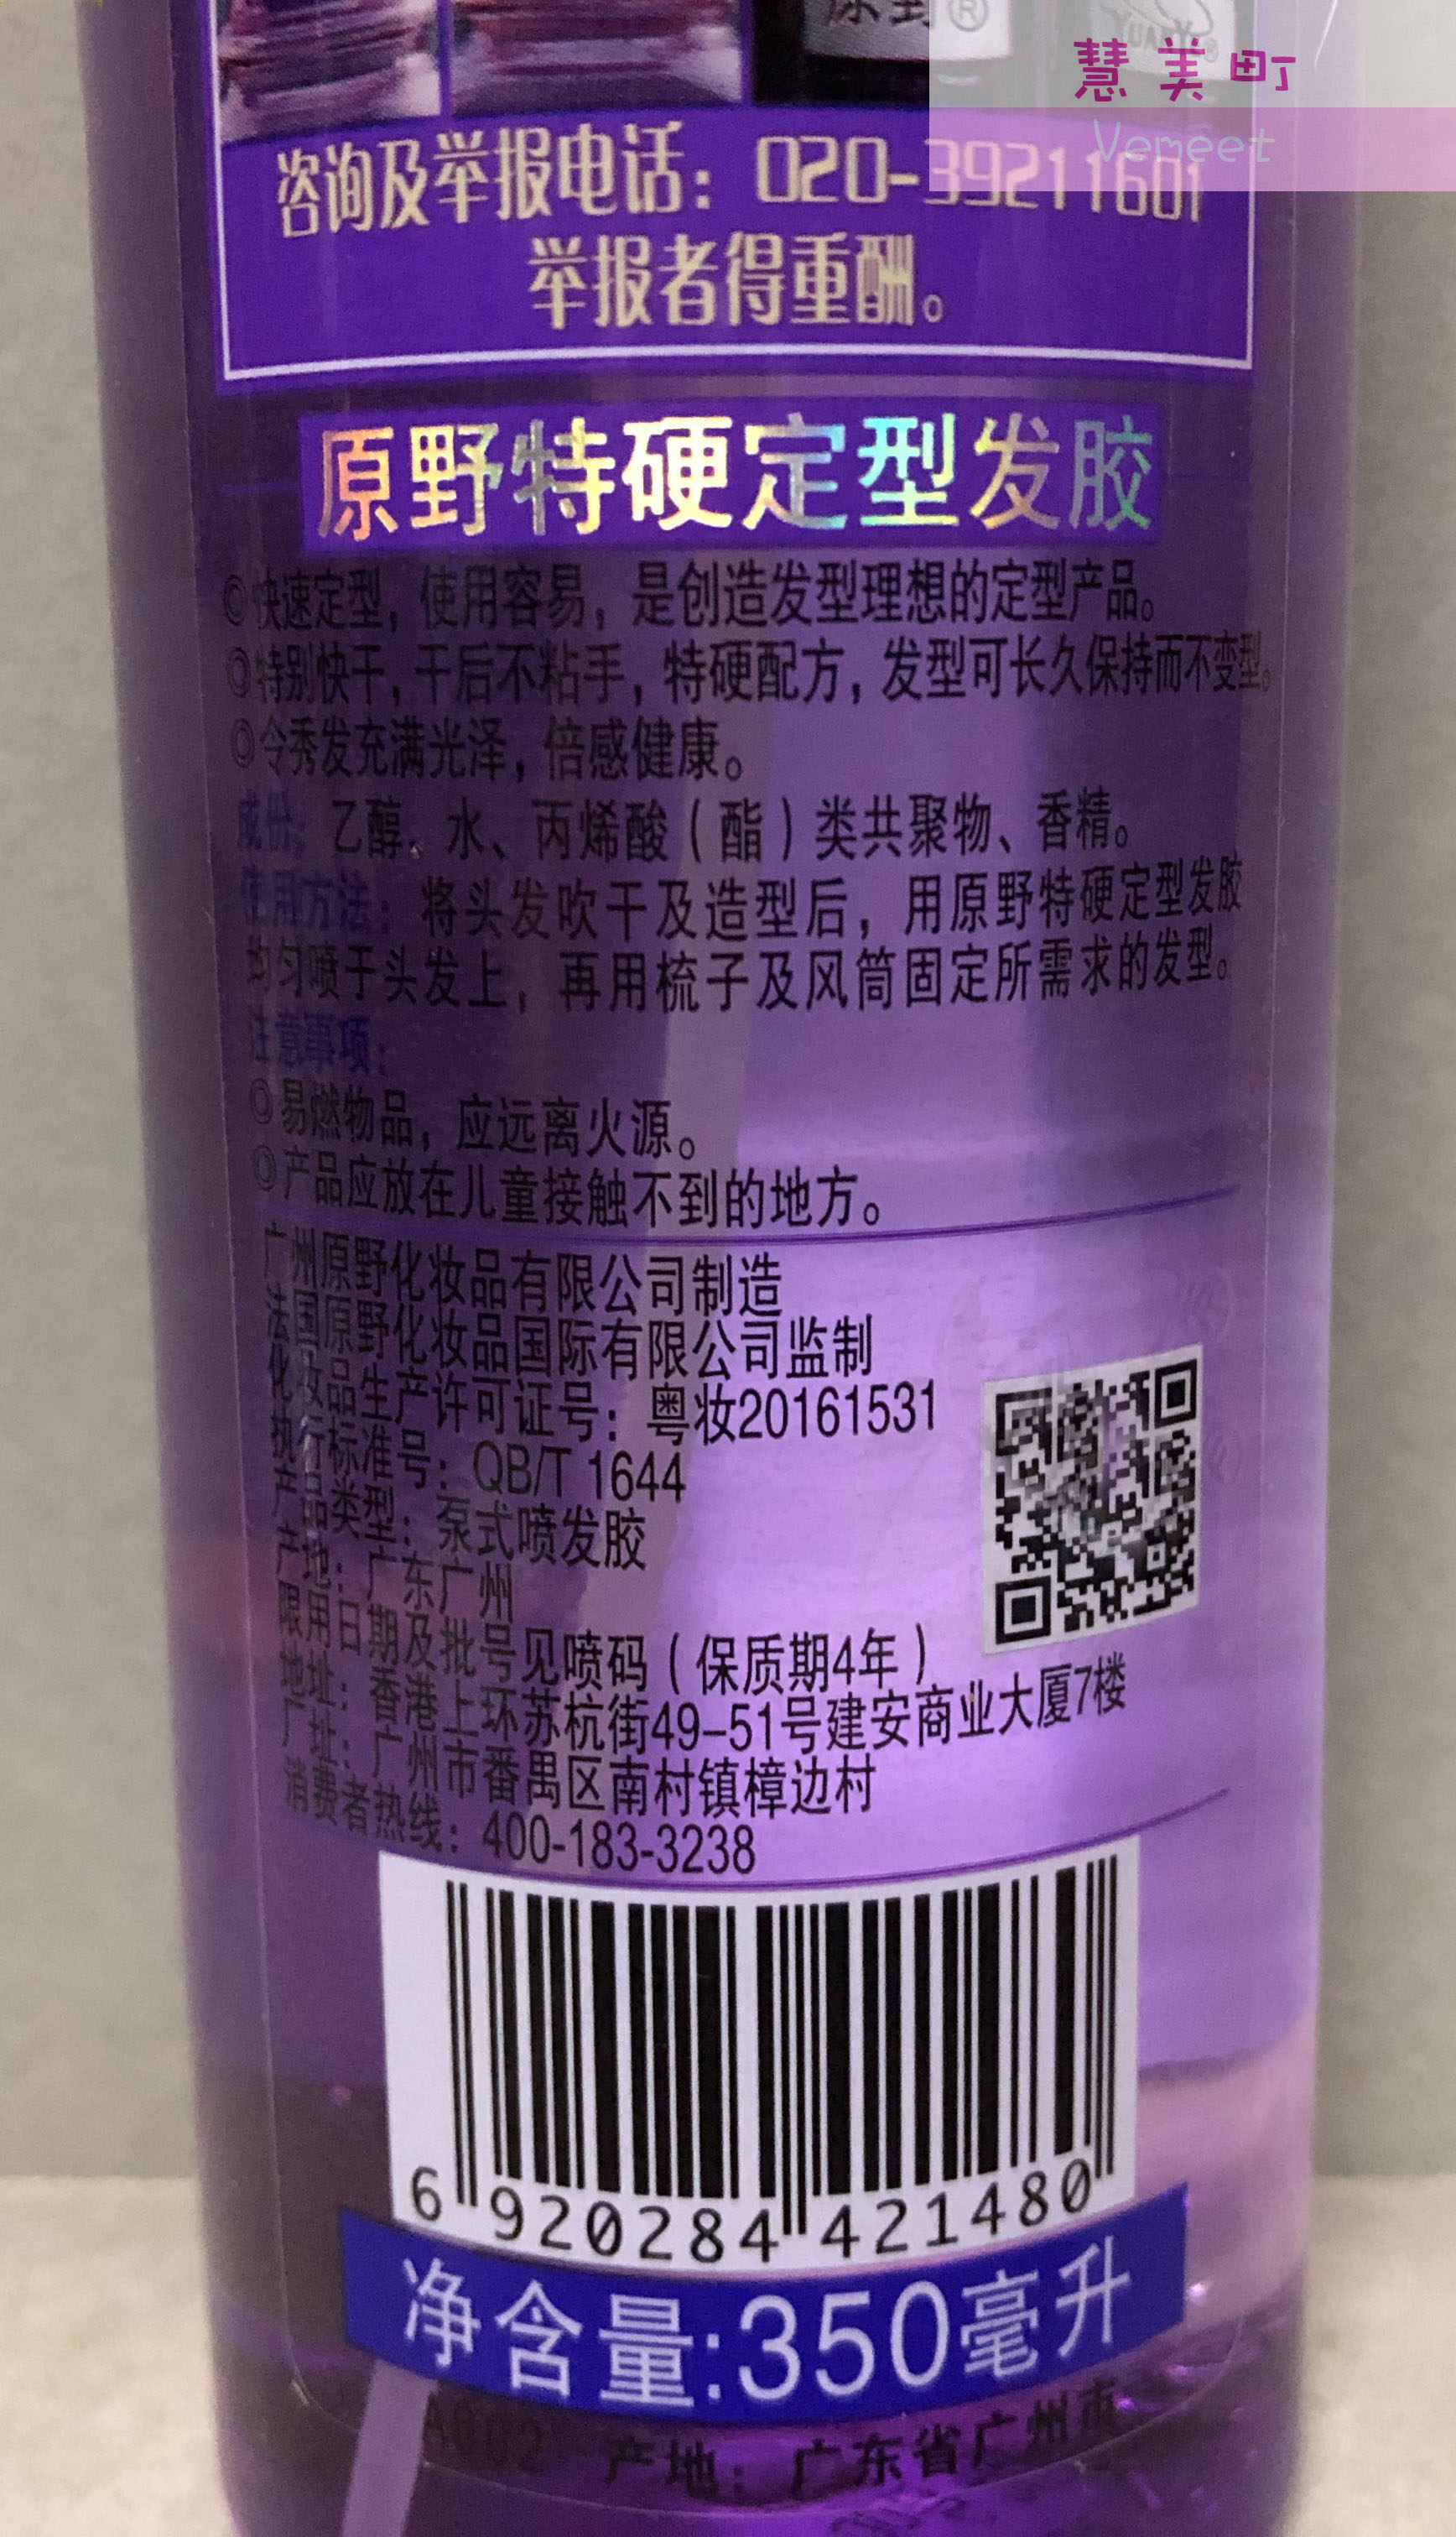 原野®
YUANYE®
慧美町
Vemeet
咨询及举报电话：020-39211601
举报者得重酬。
原野特硬定型发胶
◎快速定型，使用容易，是创造发型理想的定型产品。
◎特别快干，干后不粘手，特硬配方，发型可长久保持而不变型。
◎令秀发充满光泽，倍感健康。
成份：乙醇、水、丙烯酸（酯）类共聚物、香精。
使用方法：将头发吹干及造型后，用原野特硬定型发胶
均匀喷于头发上，再用梳子及风筒固定所需求的发型。
注意事项：
◎易燃物品，应远离火源。
◎产品应放在儿童接触不到的地方。
广州原野化妆品有限公司制造
法国原野化妆品国际有限公司监制
化妆品生产许可证号：粤妆20161531
执行标准号：QB/T 1644
产品类型：泵式喷发胶
产地：广东广州
限用日期及批号见喷码（保质期4年）
地址：香港上环苏杭街49-51号建安商业大厦7楼
厂址：广州市番禺区南村镇樟边村
消费者热线：400-183-3238
6 920284 421480
净含量:350毫升
A002 产地：广东省广州市